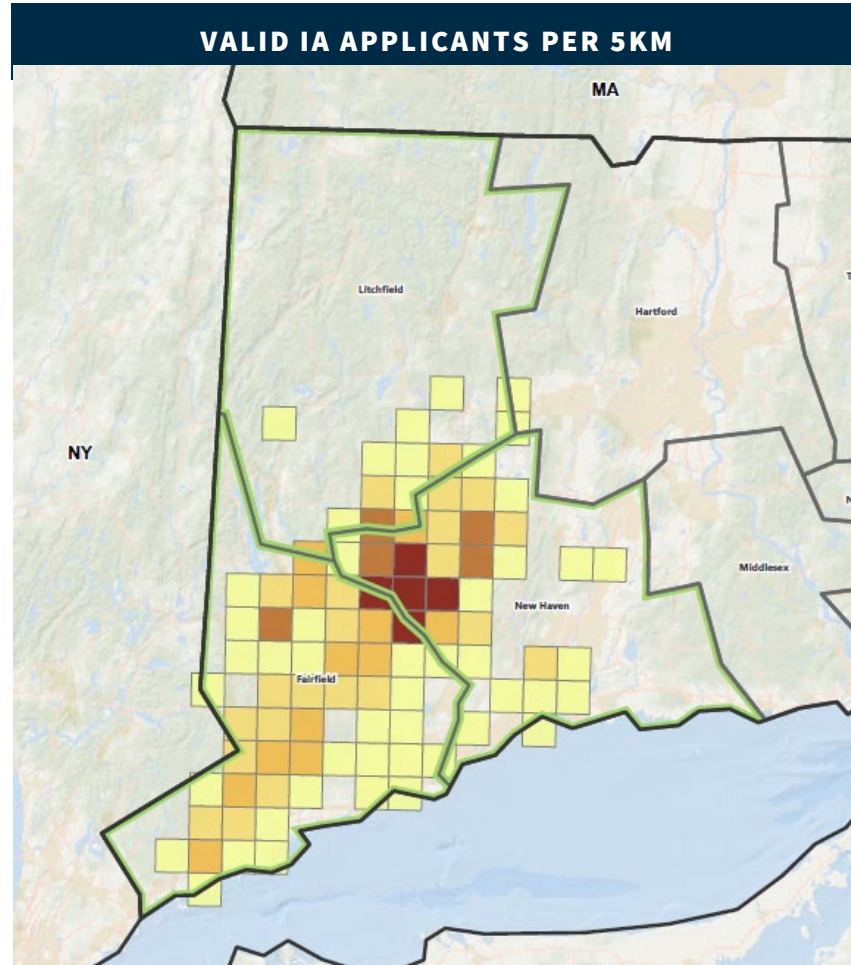 VALID IA APPLICANTS PER 5KM
MA
Litchfield
Hartford
T
NY
N
Middlesex
New Haven
Fairfield